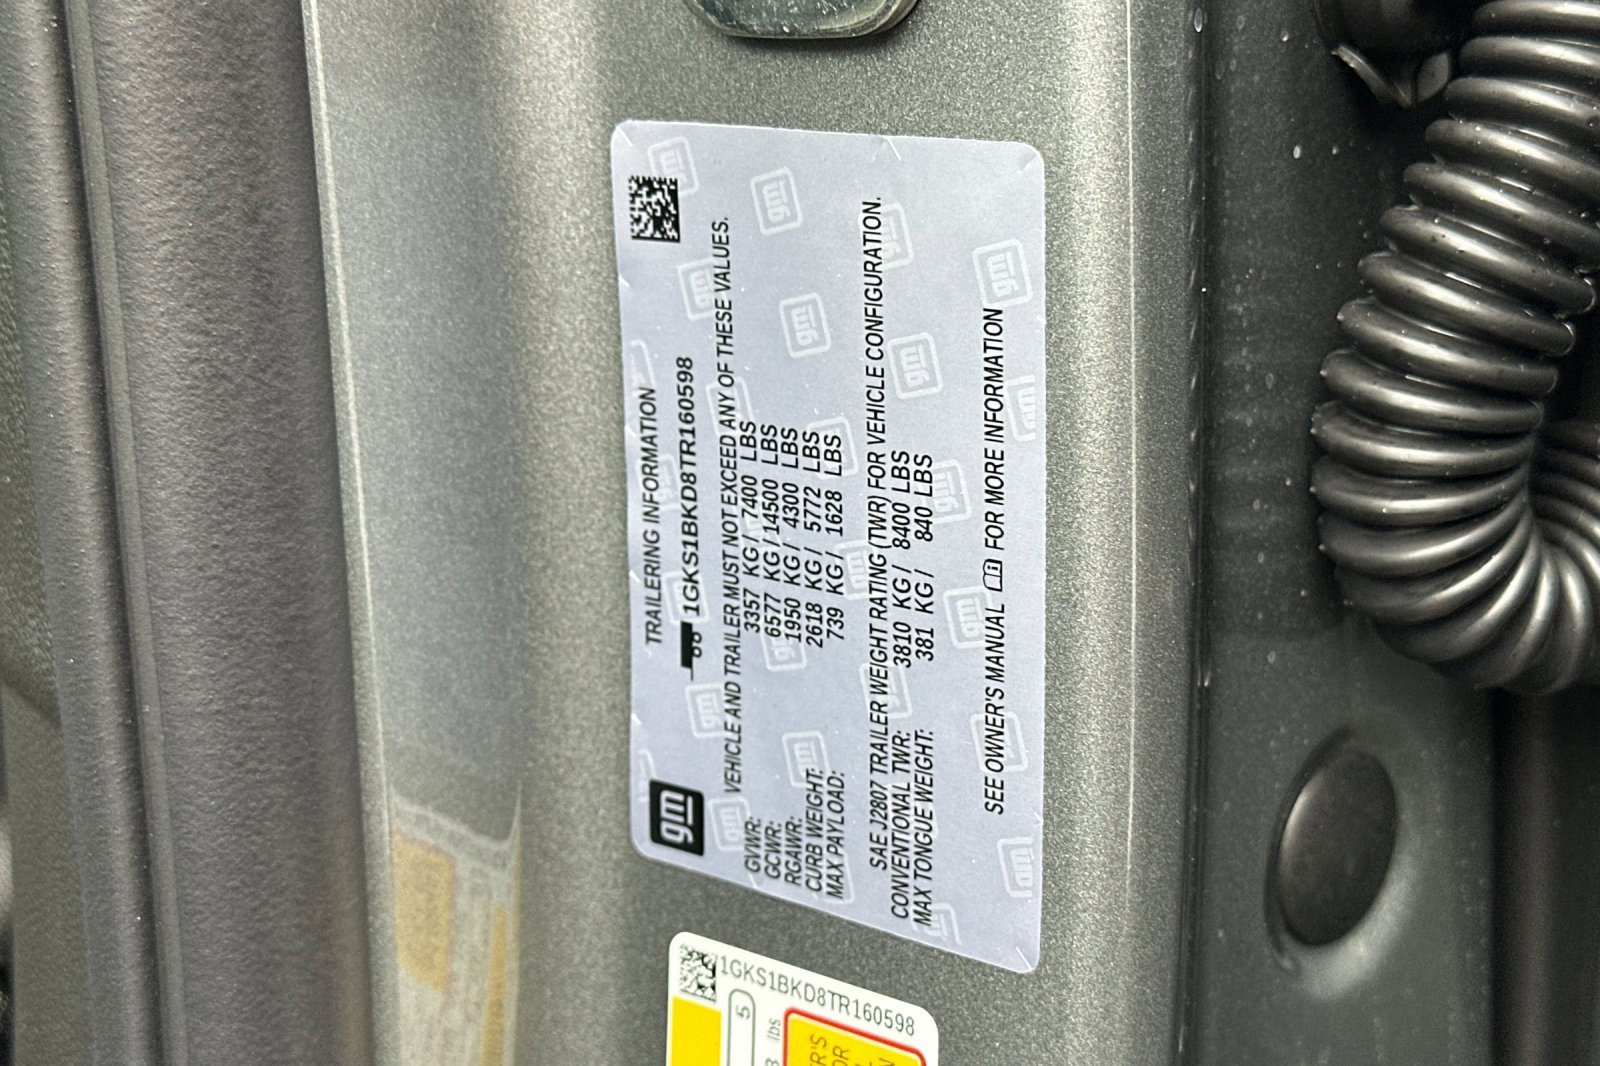 gm
TRAILERING INFORMATION
1GKS1BKD8TR160598
VEHICLE AND TRAILER MUST NOT EXCEED ANY OF THESE VALUES.
GVWR: 3357 KG / 7400 LBS
GCWR: 6577 KG / 14500 LBS
RGAWR: 1950 KG / 4300 LBS
CURB WEIGHT: 2618 KG / 5772 LBS
MAX PAYLOAD: 739 KG / 1628 LBS
SAE J2807 TRAILER WEIGHT RATING (TWR) FOR VEHICLE CONFIGURATION.
CONVENTIONAL TWR: 3810 KG / 8400 LBS
MAX TONGUE WEIGHT: 381 KG / 840 LBS
SEE OWNER'S MANUAL FOR MORE INFORMATION
1GKS1BKD8TR160598
5
lbs